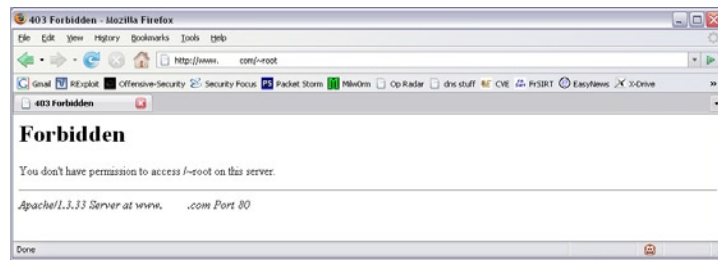 403 Forbidden - Mozilla Firefox
File Edit View History Bookmarks Tools Help
http://www. com/~root
Gmail RExploit Offensive-Security Security Focus PS Packet Storm Milw0rm Op Radar dns stuff CVE FrSIRT EasyNews X-Drive »
403 Forbidden
Forbidden
You don't have permission to access /~root on this server.
Apache/1.3.33 Server at www. .com Port 80
Done